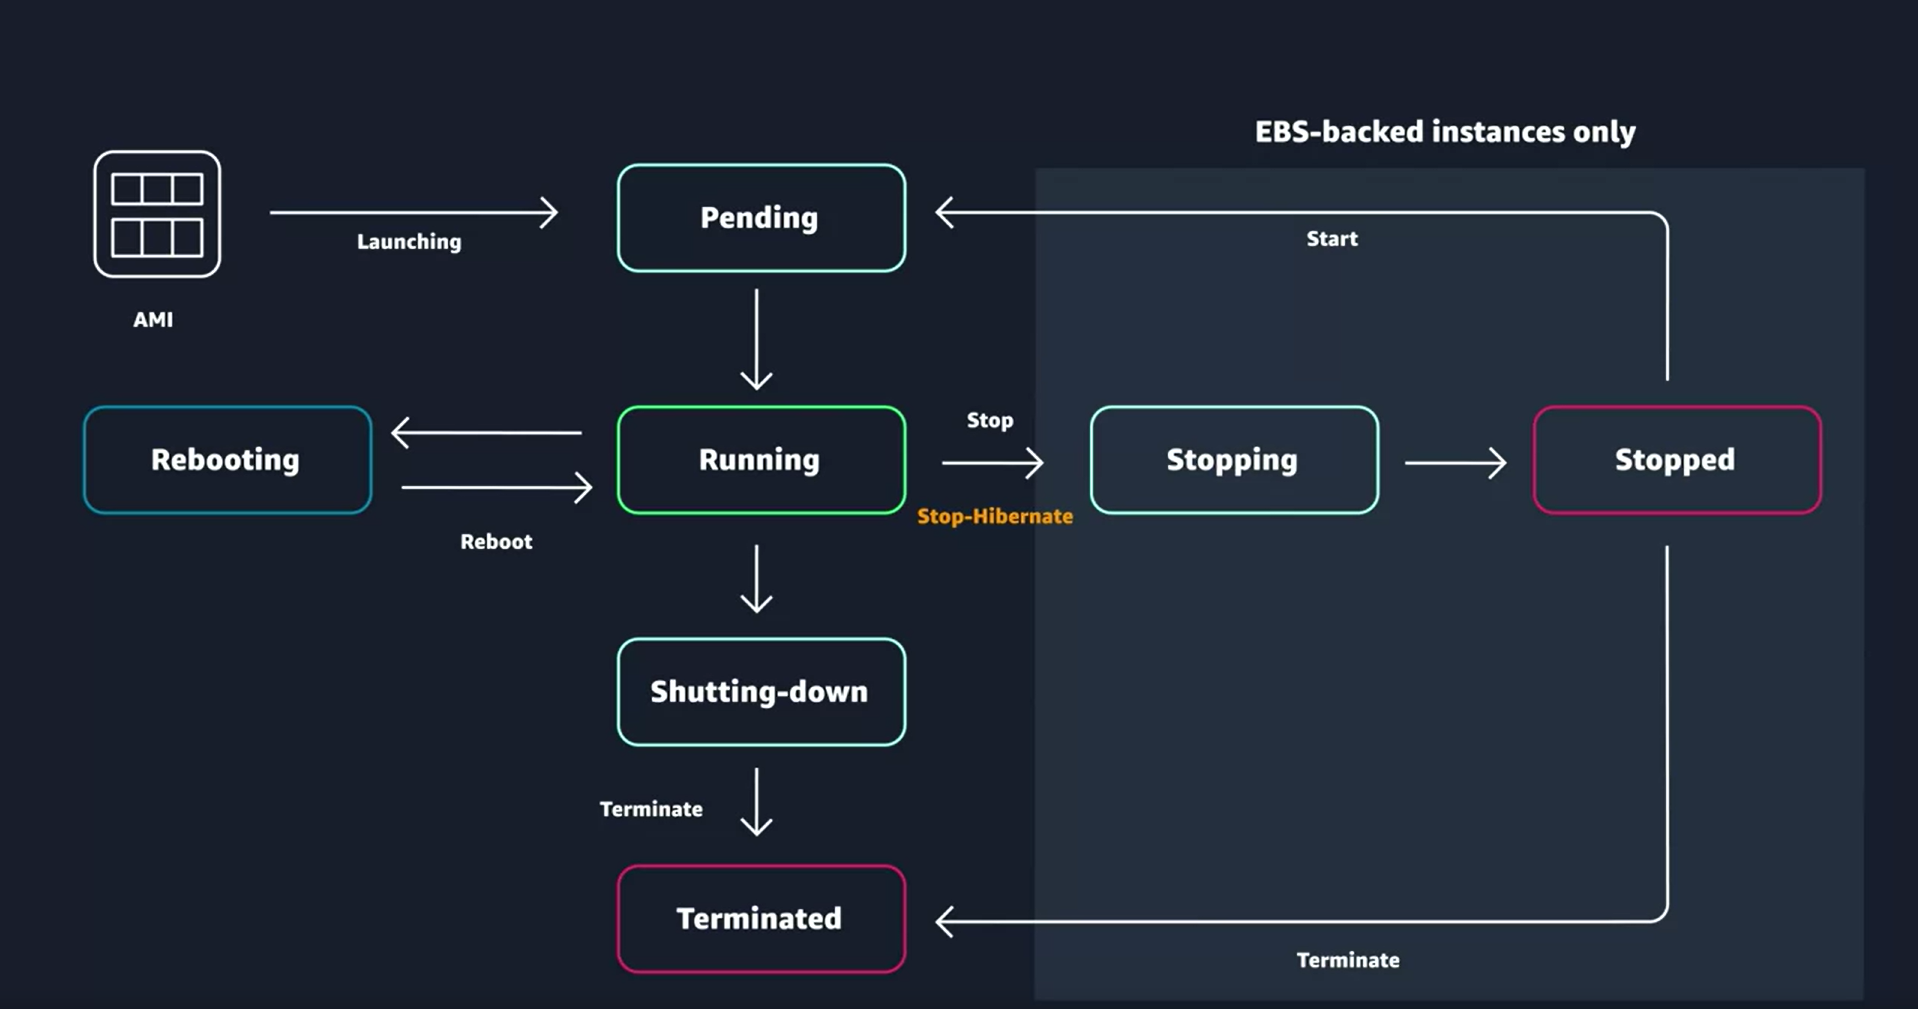 EBS-backed instances only
Pending
Launching
Start
AMI
Rebooting
Running
Stop
Stopping
Stopped
Stop-Hibernate
Reboot
Shutting-down
Terminate
Terminated
Terminate